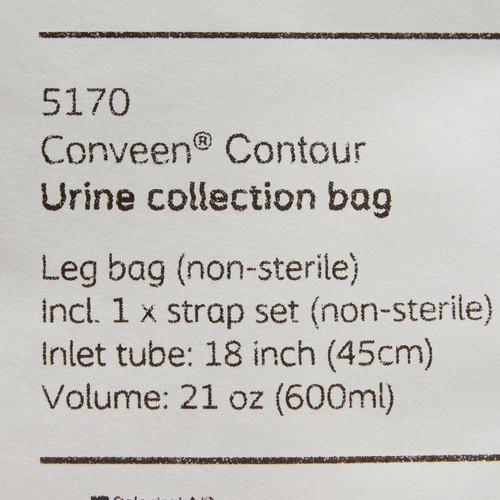 5170
Conveen® Contour
Urine collection bag
Leg bag (non-sterile)
Incl. 1 x strap set (non-sterile)
Inlet tube: 18 inch (45cm)
Volume: 21 oz (600ml)